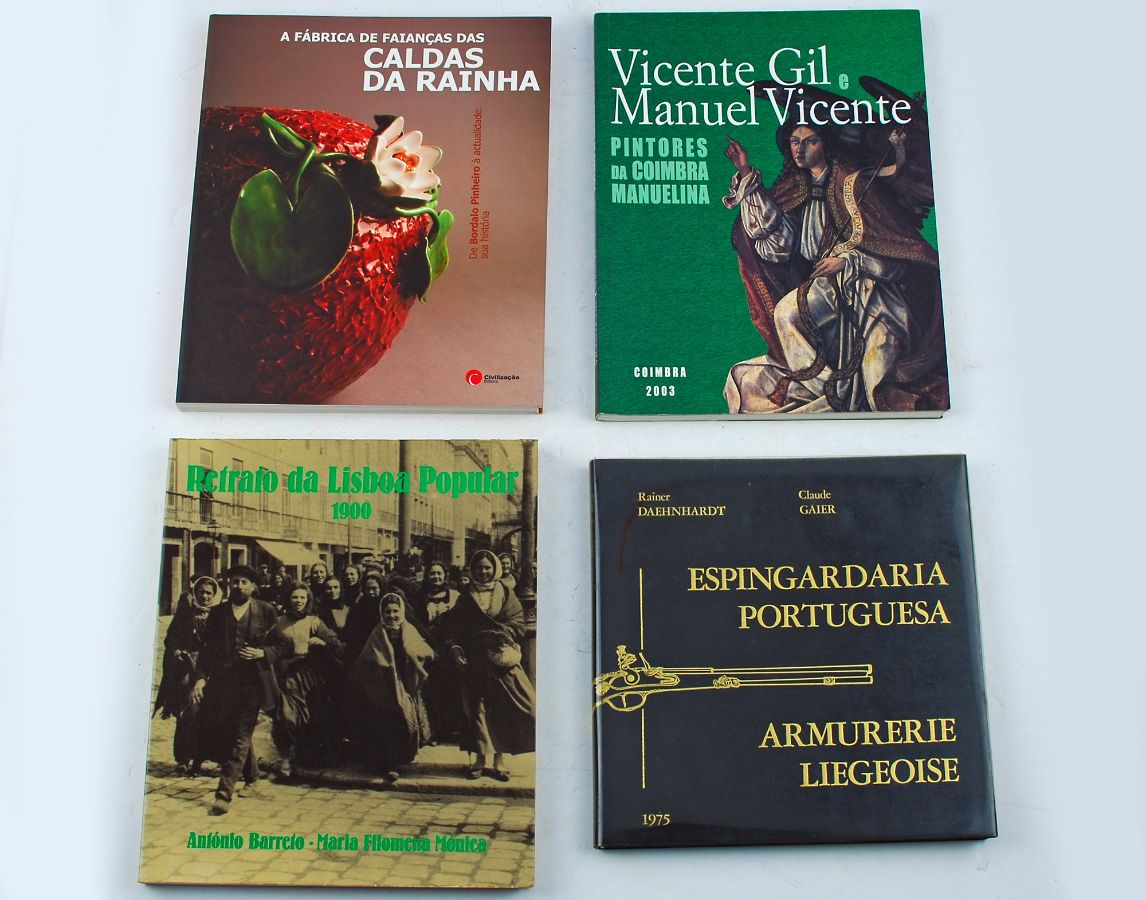 A FÁBRICA DE FAIANÇAS DAS
CALDAS
DA RAINHA
De Bordalo Pinheiro à actualidade:
sua história
Civilização
Editora
Vicente Gil e
Manuel Vicente
PINTORES
DA COIMBRA
MANUELINA
COIMBRA
2003
Retrato da Lisboa Popular
1900
António Barreto - Maria Filomena Mónica
Rainer
DAEHNHARDT
Claude
GAIER
ESPINGARDARIA
PORTUGUESA
ARMURERIE
LIEGEOISE
1975